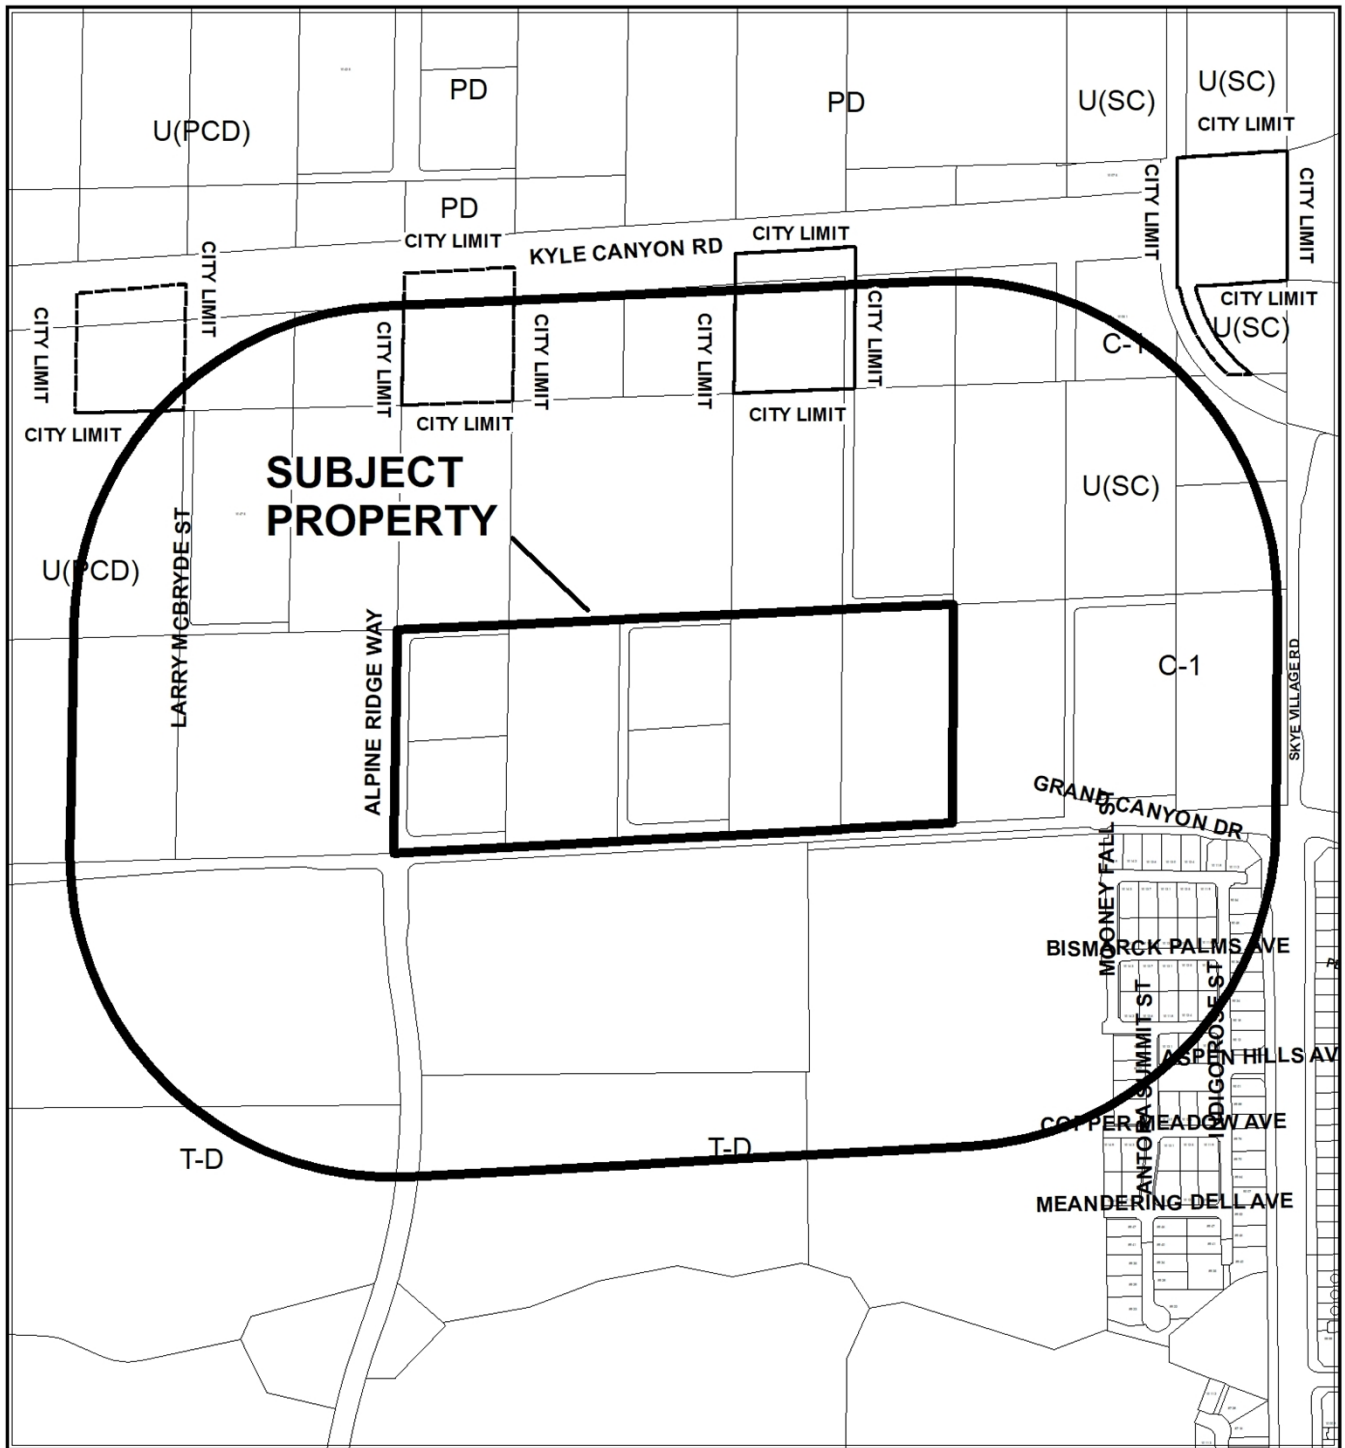 U(SC)
PD
PD
U(SC)
CITY LIMIT
U(PCD)
CITY LIMIT
CITY LIMIT
PD
CITY LIMIT
CITY LIMIT
KYLE CANYON RD
CITY LIMIT
CITY LIMIT
CITY LIMIT
CITY LIMIT
CITY LIMIT
CITY LIMIT
CITY LIMIT
CITY LIMIT
CITY LIMIT
U(SC)
C-1
CITY LIMIT
CITY LIMIT
CITY LIMIT
SUBJECT
PROPERTY
U(SC)
U(PCD)
LARRY MCBRYDE ST
ALPINE RIDGE WAY
C-1
SKYE VILLAGE RD
GRAND CANYON DR
MOONEY FALL ST
BISMARCK PALMS AVE
ANTORA SUMMIT ST
INDIGO ROSE ST
ASPEN HILLS AV
COPPER MEADOW AVE
T-D
T-D
MEANDERING DELL AVE